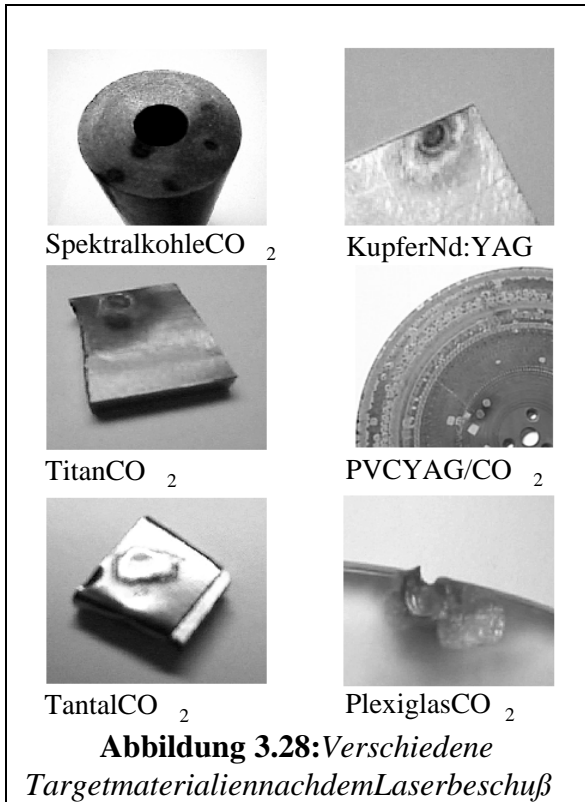 SpektralkohleCO 2
KupferNd:YAG
TitanCO 2
PVCYAG/CO 2
TantalCO 2
PlexiglasCO 2
Abbildung 3.28:Verschiedene
TargetmaterialiennachdemLaserbeschuß